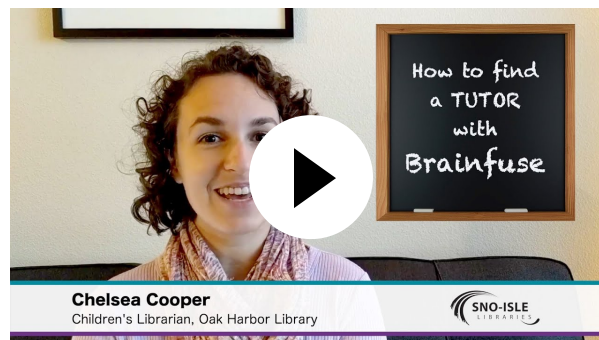 How to find
a TUTOR
with
Brainfuse
Chelsea Cooper
Children's Librarian, Oak Harbor Library
SNO-ISLE
LIBRARIES